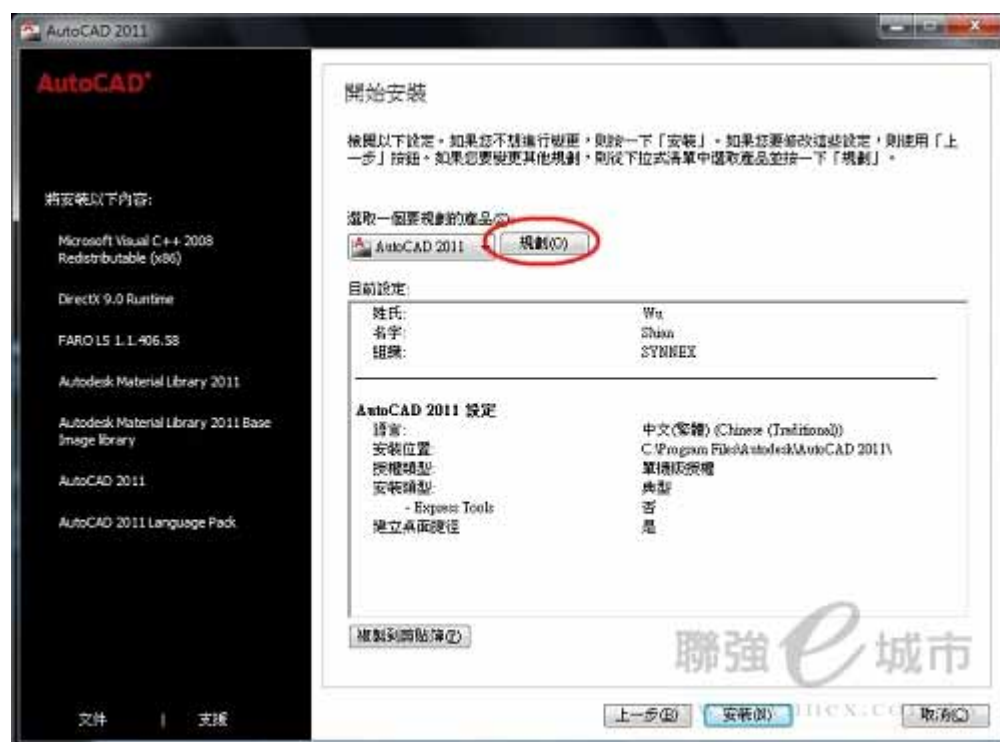 AutoCAD 2011
AutoCAD
開始安裝
檢閱以下設定。如果您不想進行變更，則按一下「安裝」。如果您要修改這些設定，則使用「上
一步」按鈕。如果您要變更其他規劃，則從下拉式清單中選取產品並按一下「規劃」。
將安裝以下內容:
Microsoft Visual C++ 2008
Redistributable (x86)
DirectX 9.0 Runtime
FARO LS 1.1.406.58
Autodesk Material Library 2011
Autodesk Material Library 2011 Base
Image library
AutoCAD 2011
AutoCAD 2011 Language Pack
選取一個要規劃的產品(S):
AutoCAD 2011 規劃(O)
目前設定:
姓氏: Wu
名字: Shian
組織: SYNNEX
AutoCAD 2011 設定
語言: 中文(繁體) (Chinese (Traditional))
安裝位置: C:\Program Files\Autodesk\AutoCAD 2011\
授權類型: 單機版授權
安裝類型: 典型
- Express Tools 否
建立桌面捷徑 是
複製到剪貼簿(Z)
聯強e城市
文件 | 支援
上一步(B) 安裝(N) 取消(C)